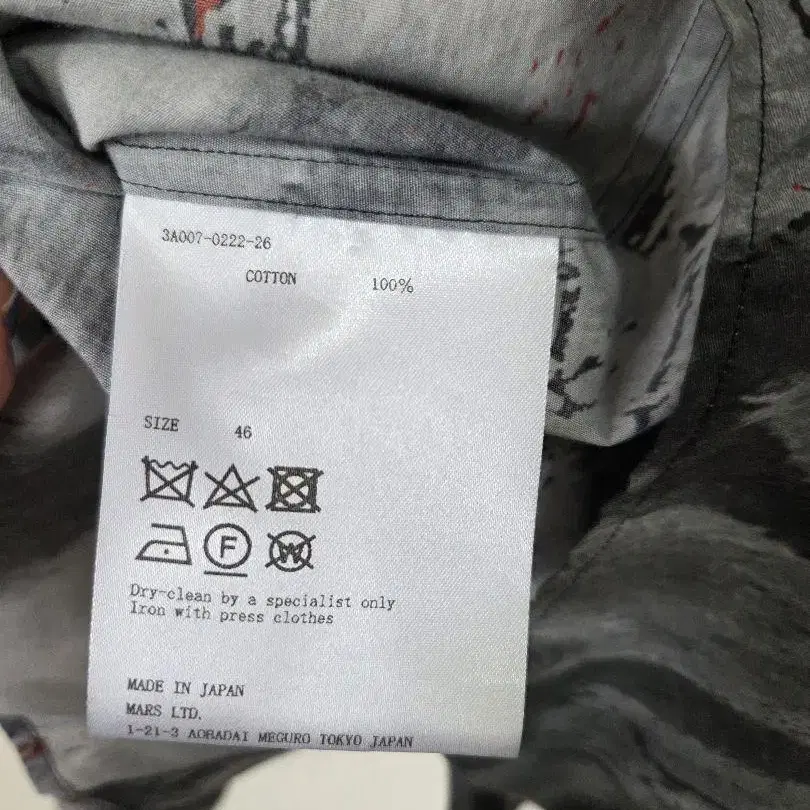 3A007-0222-26
COTTON 100%
SIZE 46
F W
Dry-clean by a specialist only
Iron with press clothes
MADE IN JAPAN
MARS LTD.
1-21-3 AOBADAI MEGURO TOKYO JAPAN